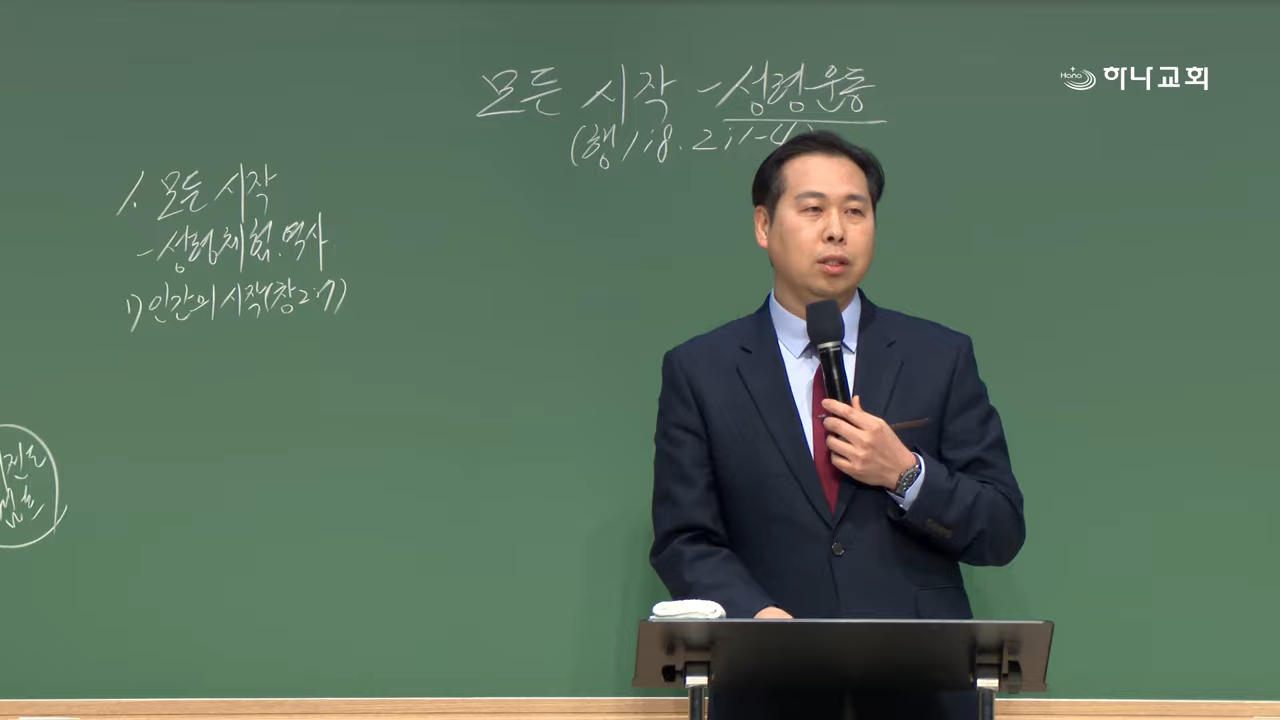 모든 시작 - 성령운동
(행 1:8. 2:1-4)
Hana 하나교회
1. 모든 시작
- 성령체험. 역사
1) 인간의 시작(창2:7)